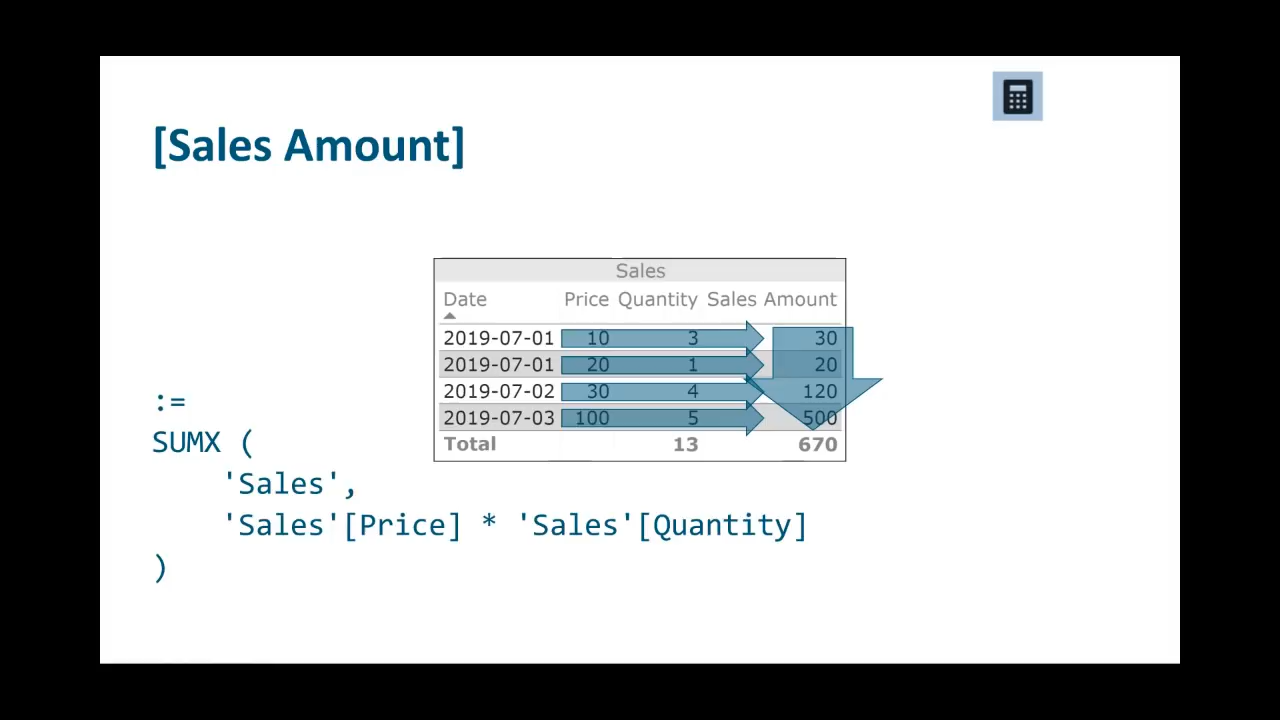 [Sales Amount]
Sales
Date Price Quantity Sales Amount
2019-07-01 10 3 30
2019-07-01 20 1 20
2019-07-02 30 4 120
2019-07-03 100 5 500
Total 13 670
:=
SUMX (
'Sales',
'Sales'[Price] * 'Sales'[Quantity]
)